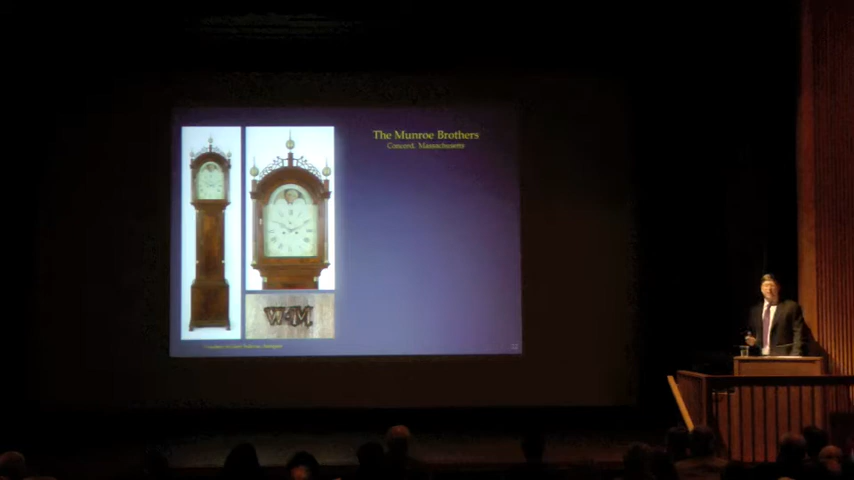 The Munroe Brothers
Concord, Massachusetts
W·M